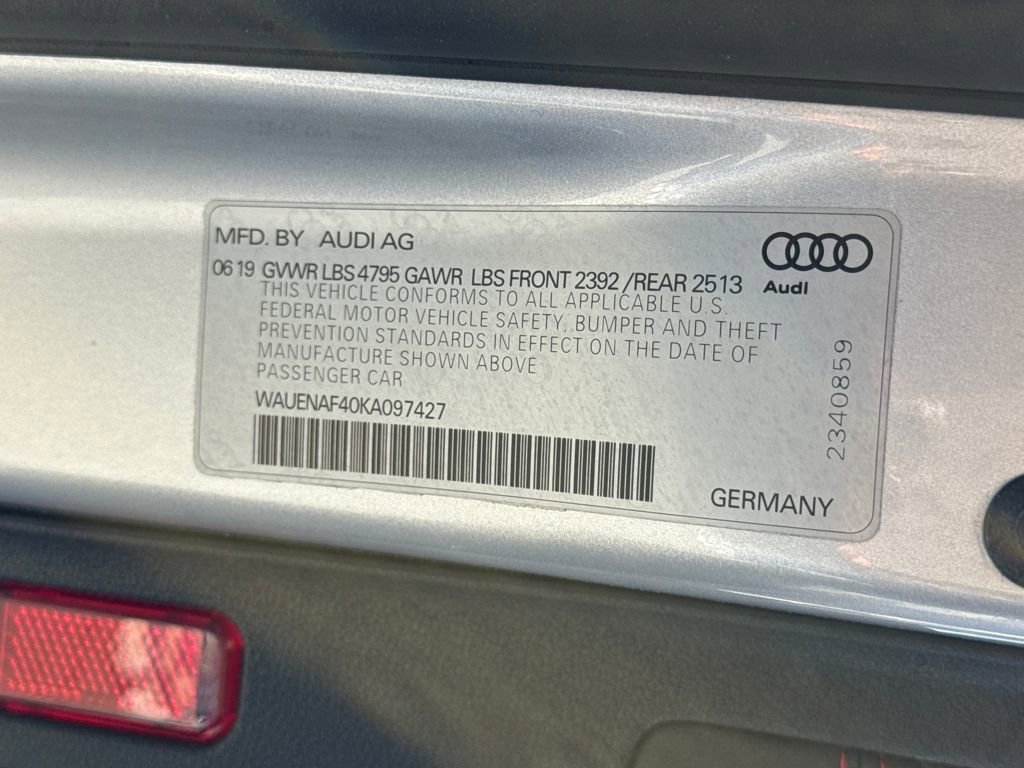 MFD. BY AUDI AG
Audi
06 19 GVWR LBS 4795 GAWR LBS FRONT 2392 / REAR 2513
THIS VEHICLE CONFORMS TO ALL APPLICABLE U.S.
FEDERAL MOTOR VEHICLE SAFETY, BUMPER AND THEFT
PREVENTION STANDARDS IN EFFECT ON THE DATE OF
MANUFACTURE SHOWN ABOVE
PASSENGER CAR
WAUENAF40KA097427
2340859
GERMANY